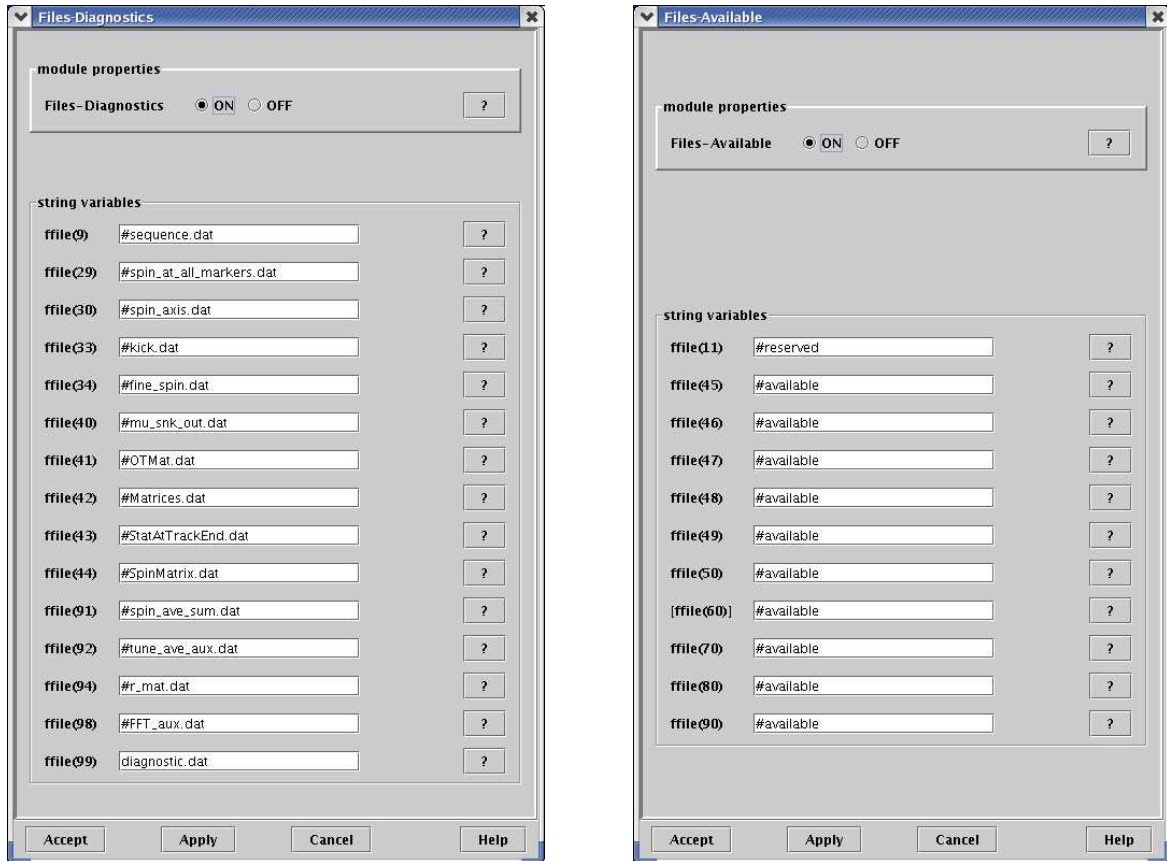 Files-Diagnostics
module properties
Files-Diagnostics ON OFF ?
string variables
ffile(9) #sequence.dat ?
ffile(29) #spin_at_all_markers.dat ?
ffile(30) #spin_axis.dat ?
ffile(33) #kick.dat ?
ffile(34) #fine_spin.dat ?
ffile(40) #mu_snk_out.dat ?
ffile(41) #OTMat.dat ?
ffile(42) #Matrices.dat ?
ffile(43) #StatAtTrackEnd.dat ?
ffile(44) #SpinMatrix.dat ?
ffile(91) #spin_ave_sum.dat ?
ffile(92) #tune_ave_aux.dat ?
ffile(94) #r_mat.dat ?
ffile(98) #FFT_aux.dat ?
ffile(99) diagnostic.dat ?
Accept Apply Cancel Help
Files-Available
module properties
Files-Available ON OFF ?
string variables
ffile(11) #reserved ?
ffile(45) #available ?
ffile(46) #available ?
ffile(47) #available ?
ffile(48) #available ?
ffile(49) #available ?
ffile(50) #available ?
[ffile(60)] #available ?
ffile(70) #available ?
ffile(80) #available ?
ffile(90) #available ?
Accept Apply Cancel Help